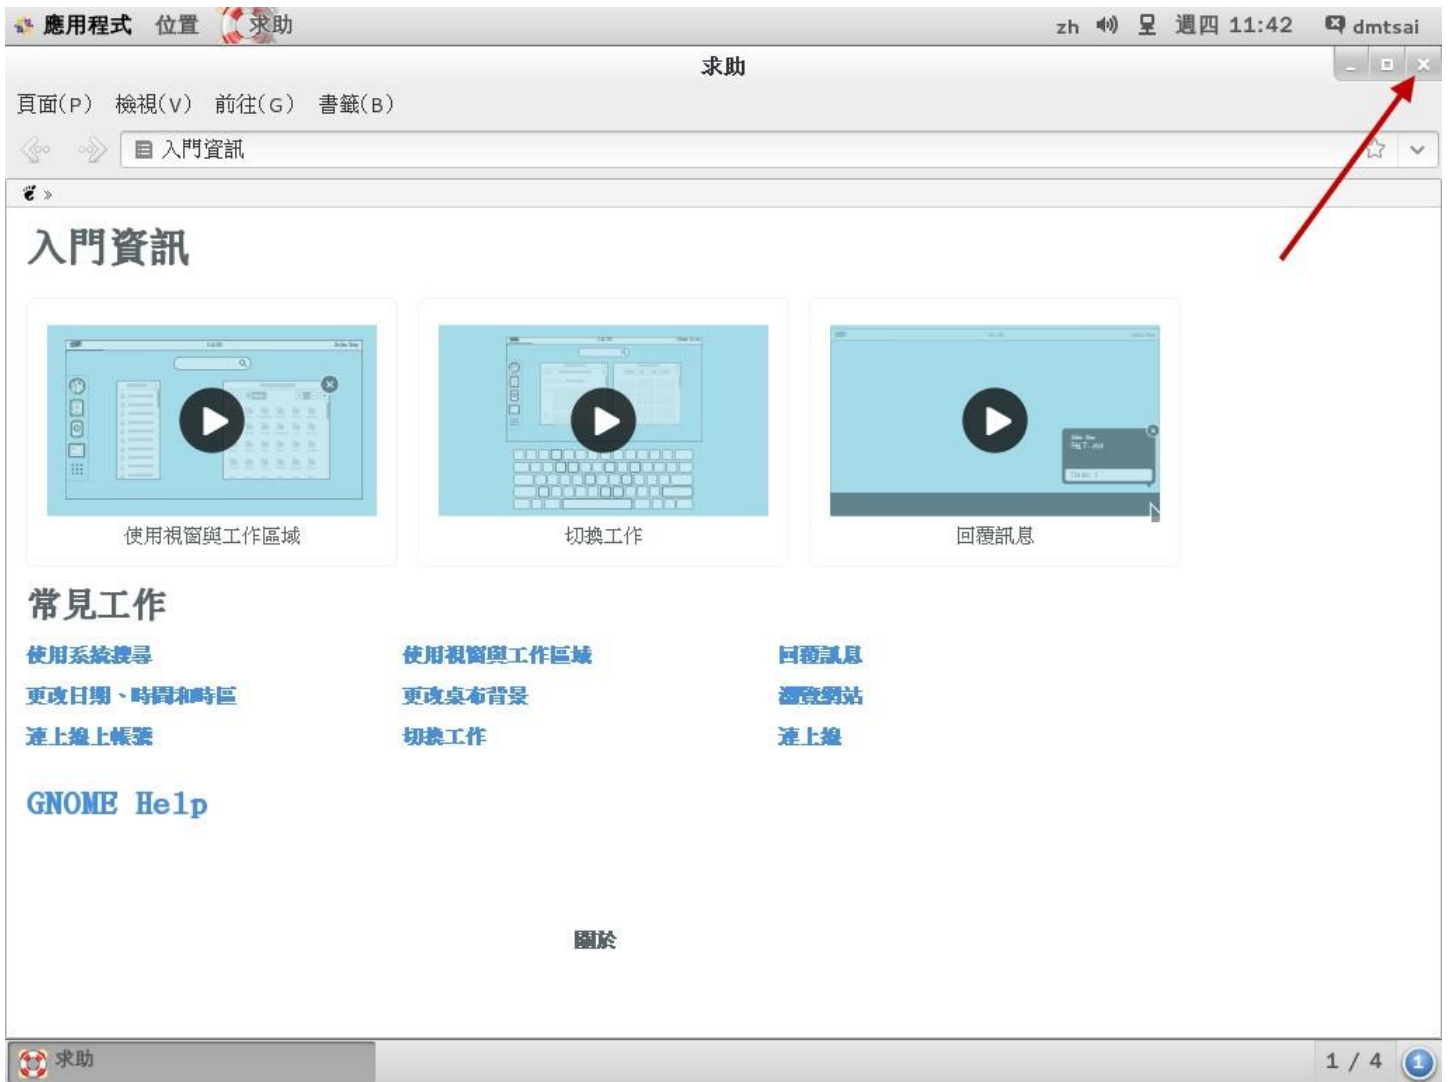 應用程式 位置 求助 zh 週四 11:42 dmtsai
求助
頁面(P) 檢視(V) 前往(G) 書籤(B)
入門資訊
»
入門資訊
使用視窗與工作區域 切換工作 回覆訊息
常見工作
使用系統搜尋 使用視窗與工作區域 回覆訊息
更改日期、時間和時區 更改桌布背景 瀏覽網站
連上線上帳號 切換工作 連上線
GNOME Help
關於
求助 1 / 4 1